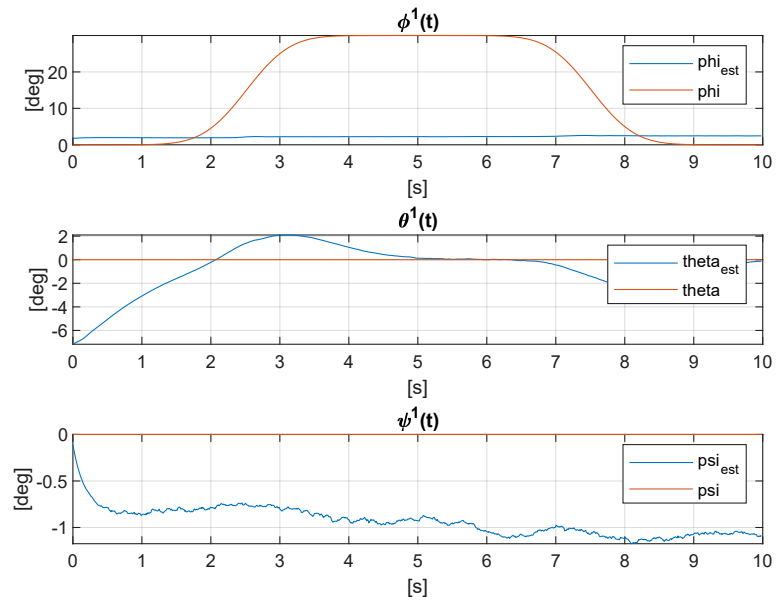 ϕ¹(t)
[deg]
20
10
0
phi_est
phi
0 1 2 3 4 5 6 7 8 9 10
[s]
θ¹(t)
[deg]
2
0
-2
-4
-6
theta_est
theta
0 1 2 3 4 5 6 7 8 9 10
[s]
ψ¹(t)
[deg]
0
-0.5
-1
psi_est
psi
0 1 2 3 4 5 6 7 8 9 10
[s]